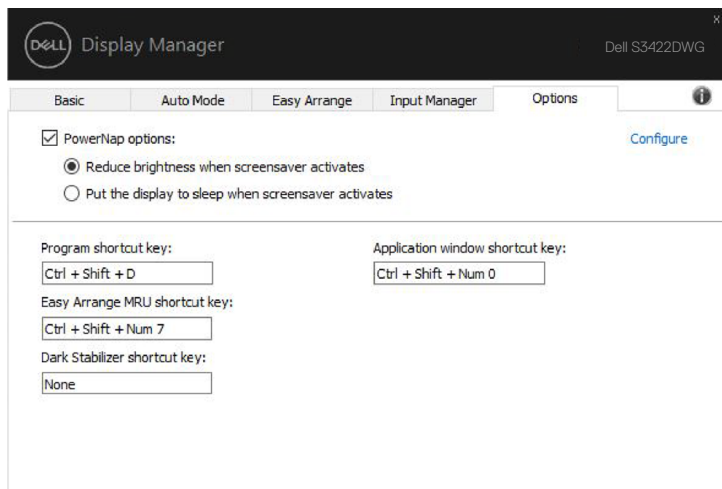 x
DELL Display Manager
Dell S3422DWG
Basic Auto Mode Easy Arrange Input Manager Options i
PowerNap options:
Configure
Reduce brightness when screensaver activates
Put the display to sleep when screensaver activates
Program shortcut key:
Ctrl + Shift + D
Application window shortcut key:
Ctrl + Shift + Num 0
Easy Arrange MRU shortcut key:
Ctrl + Shift + Num 7
Dark Stabilizer shortcut key:
None